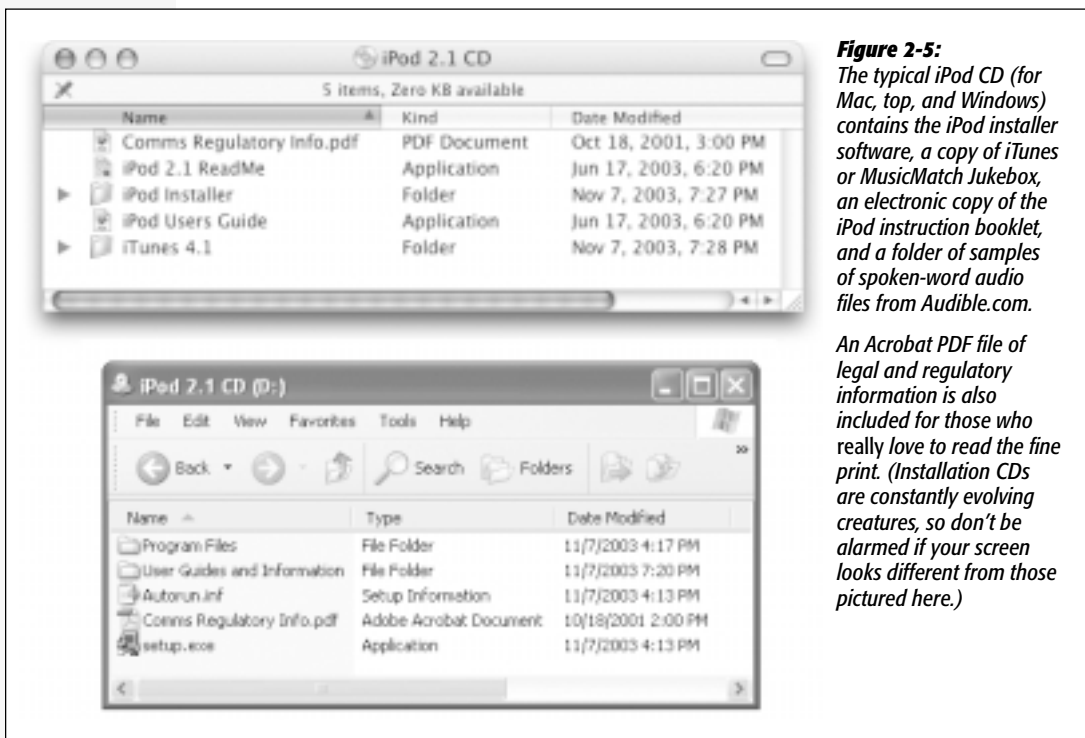 iPod 2.1 CD
5 items, Zero KB available
Name Kind Date Modified
Comms Regulatory Info.pdf PDF Document Oct 18, 2001, 3:00 PM
iPod 2.1 ReadMe Application Jun 17, 2003, 6:20 PM
iPod Installer Folder Nov 7, 2003, 7:27 PM
iPod Users Guide Application Jun 17, 2003, 6:20 PM
iTunes 4.1 Folder Nov 7, 2003, 7:28 PM
iPod 2.1 CD (D:)
File Edit View Favorites Tools Help
Back Search Folders
Name Type Date Modified
Program Files File Folder 11/7/2003 4:17 PM
User Guides and Information File Folder 11/7/2003 7:20 PM
Autorun.inf Setup Information 11/7/2003 4:13 PM
Comms Regulatory Info.pdf Adobe Acrobat Document 10/18/2001 2:00 PM
setup.exe Application 11/7/2003 4:13 PM
Figure 2-5:
The typical iPod CD (for
Mac, top, and Windows)
contains the iPod installer
software, a copy of iTunes
or MusicMatch Jukebox,
an electronic copy of the
iPod instruction booklet,
and a folder of samples
of spoken-word audio
files from Audible.com.
An Acrobat PDF file of
legal and regulatory
information is also
included for those who
really love to read the fine
print. (Installation CDs
are constantly evolving
creatures, so don't be
alarmed if your screen
looks different from those
pictured here.)